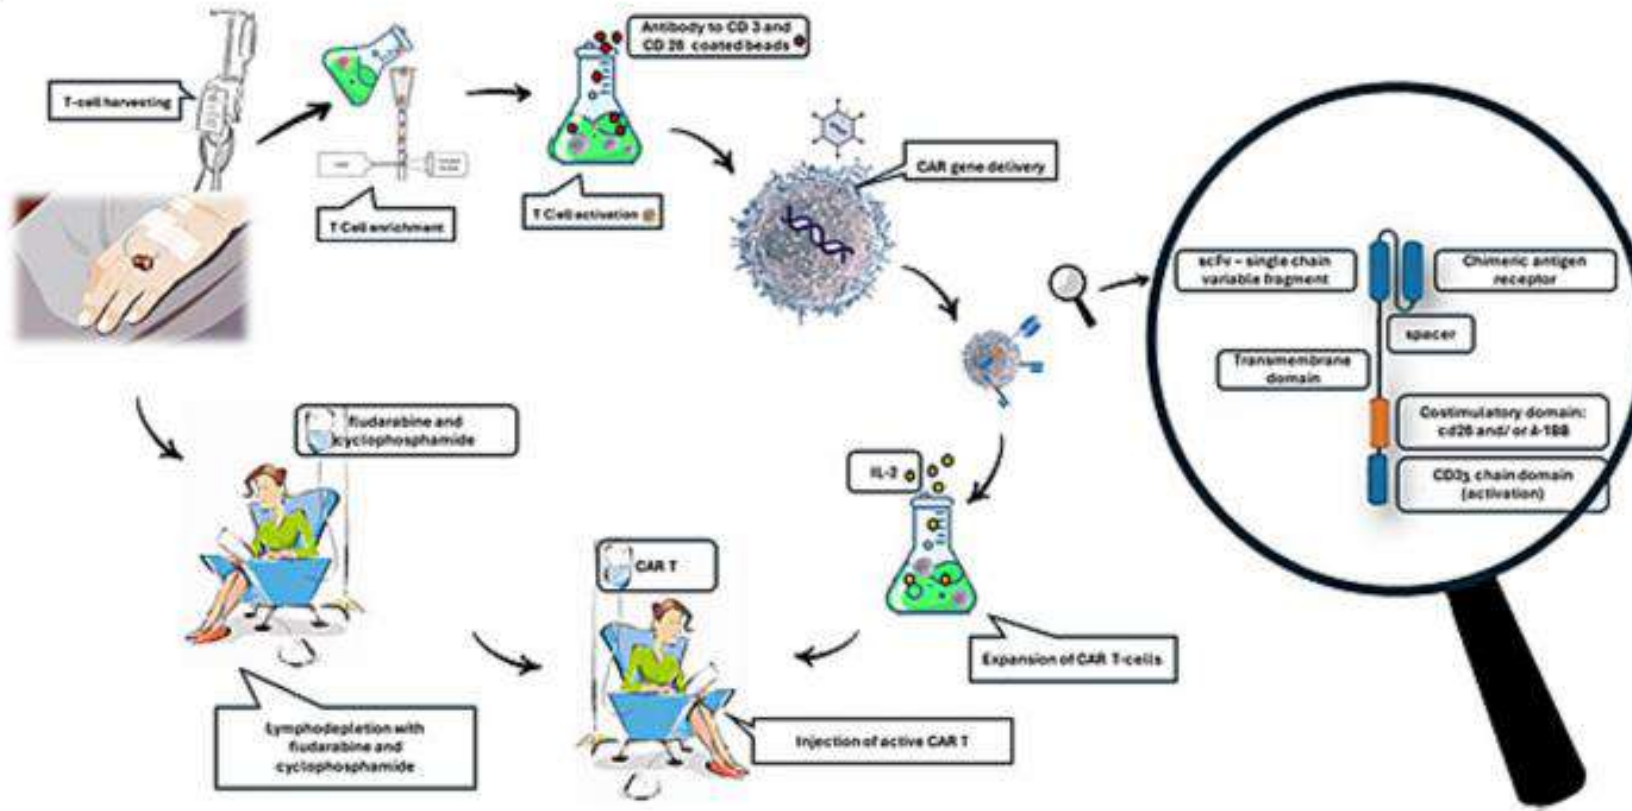 Antibody to CD 3 and
CD 28 coated beads
T-cell harvesting
CAR gene delivery
T Cell enrichment
T Cell activation
scFv – single chain
variable fragment
Chimeric antigen
receptor
spacer
Transmembrane
domain
fludarabine and
cyclophosphamide
Costimulatory domain:
cd28 and/ or 4-1BB
IL-2
CD3ʒ chain domain
(activation)
CAR T
Expansion of CAR T-cells
Lymphodepletion with
fludarabine and
cyclophosphamide
Injection of active CAR T